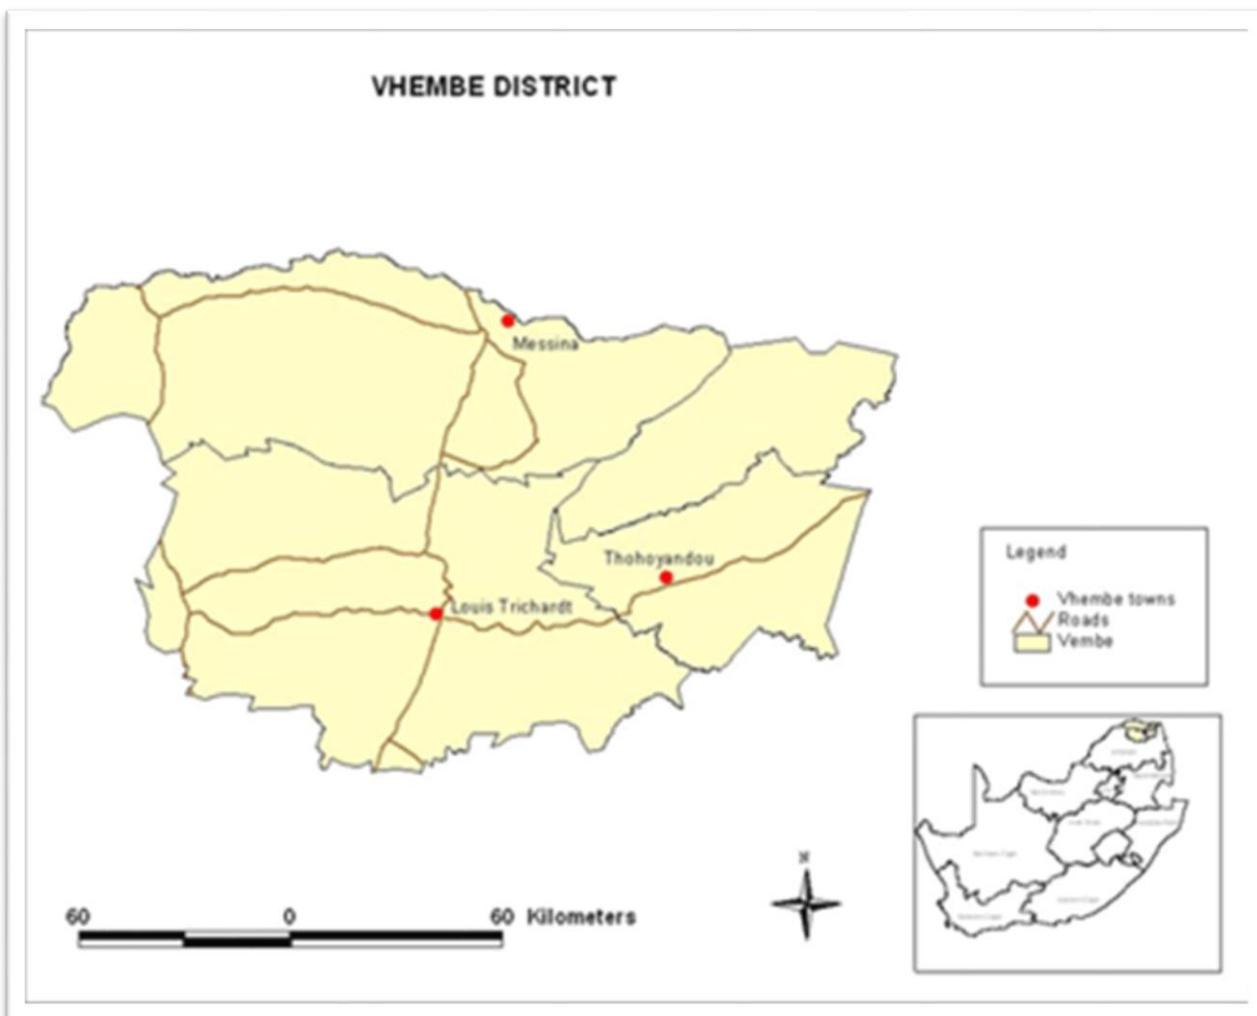 VHEMBE DISTRICT
Messina
Thohoyandou
Louis Trichardt
Legend
Vhembe towns
Roads
Vembe
60 0 60 Kilometers
N